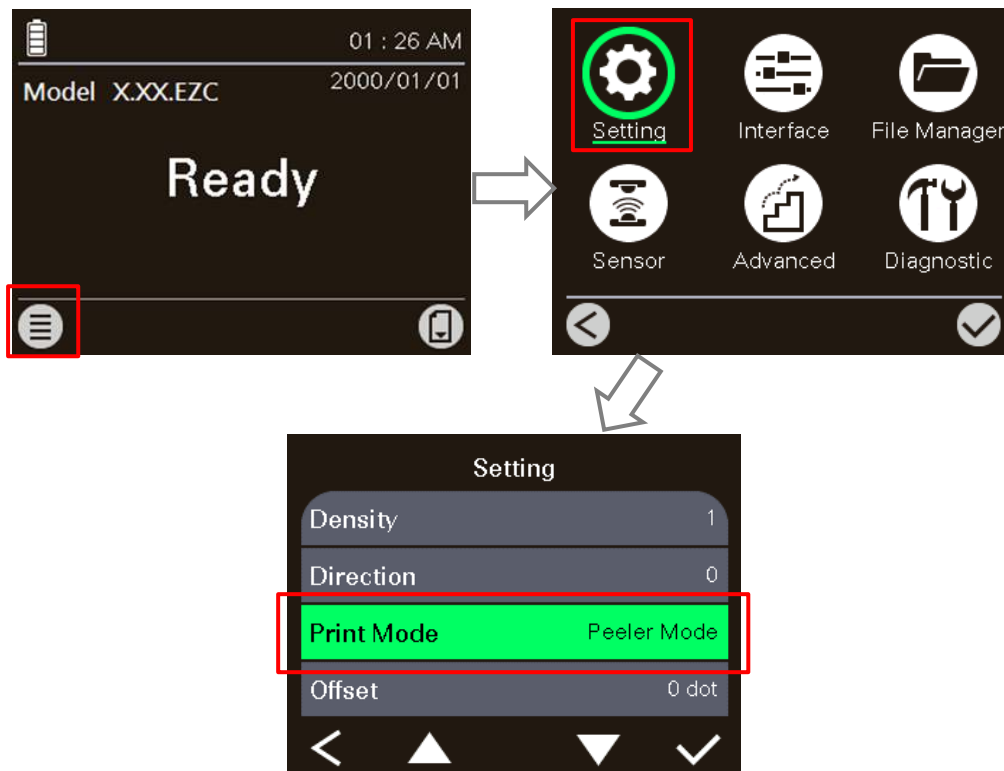 01 : 26 AM
2000/01/01
Model X.XX.EZC
Ready
Setting Interface File Manager
Sensor Advanced Diagnostic
Setting
Density 1
Direction 0
Print Mode Peeler Mode
Offset 0 dot